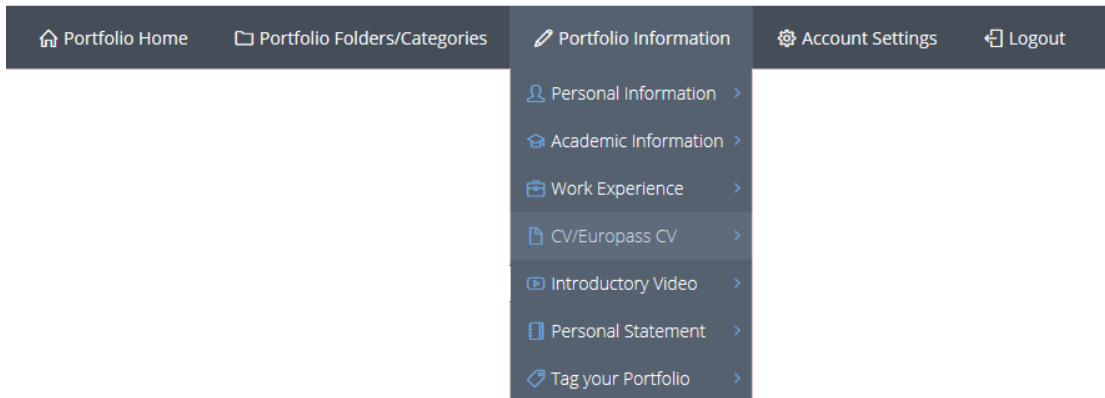 Portfolio Home Portfolio Folders/Categories Portfolio Information Account Settings Logout
Personal Information
Academic Information
Work Experience
CV/Europass CV
Introductory Video
Personal Statement
Tag your Portfolio